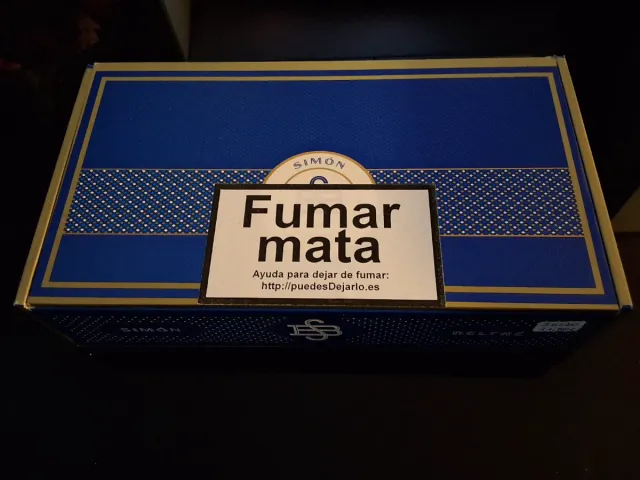 SIMÓN
Fumar
mata
Ayuda para dejar de fumar:
http://puedesDejarlo.es
SIMÓN